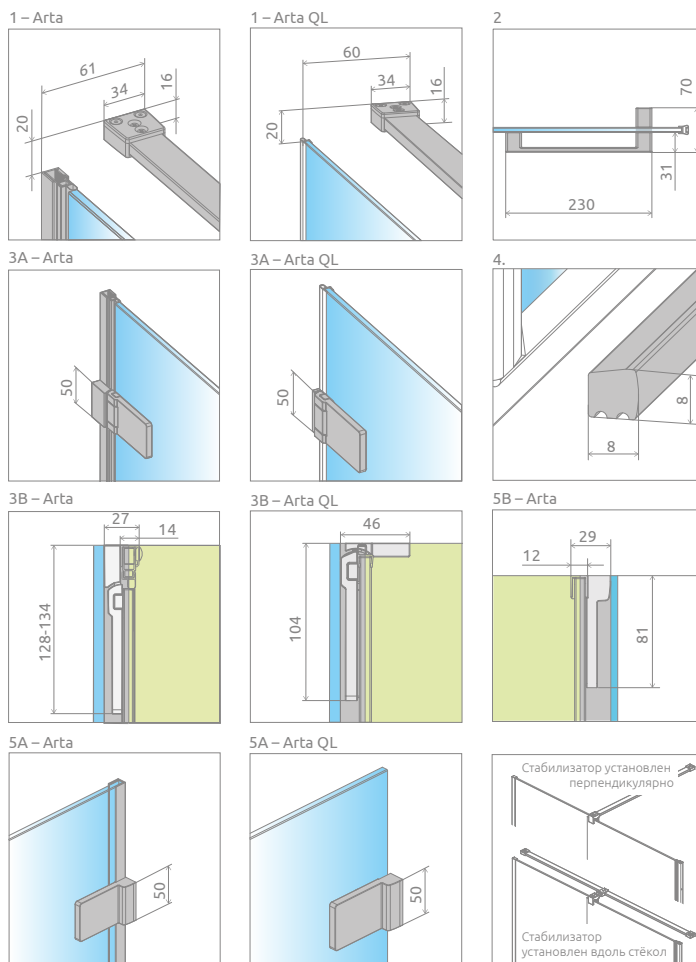 1 – Arta
61
34
16
20
1 – Arta QL
60
34
16
20
2
70
31
230
3A – Arta
50
3A – Arta QL
50
4.
8
8
3B – Arta
27
14
128-134
3B – Arta QL
46
104
5B – Arta
29
12
81
5A – Arta
50
5A – Arta QL
50
Стабилизатор установлен
перпендикулярно
Стабилизатор
установлен вдоль стёкол